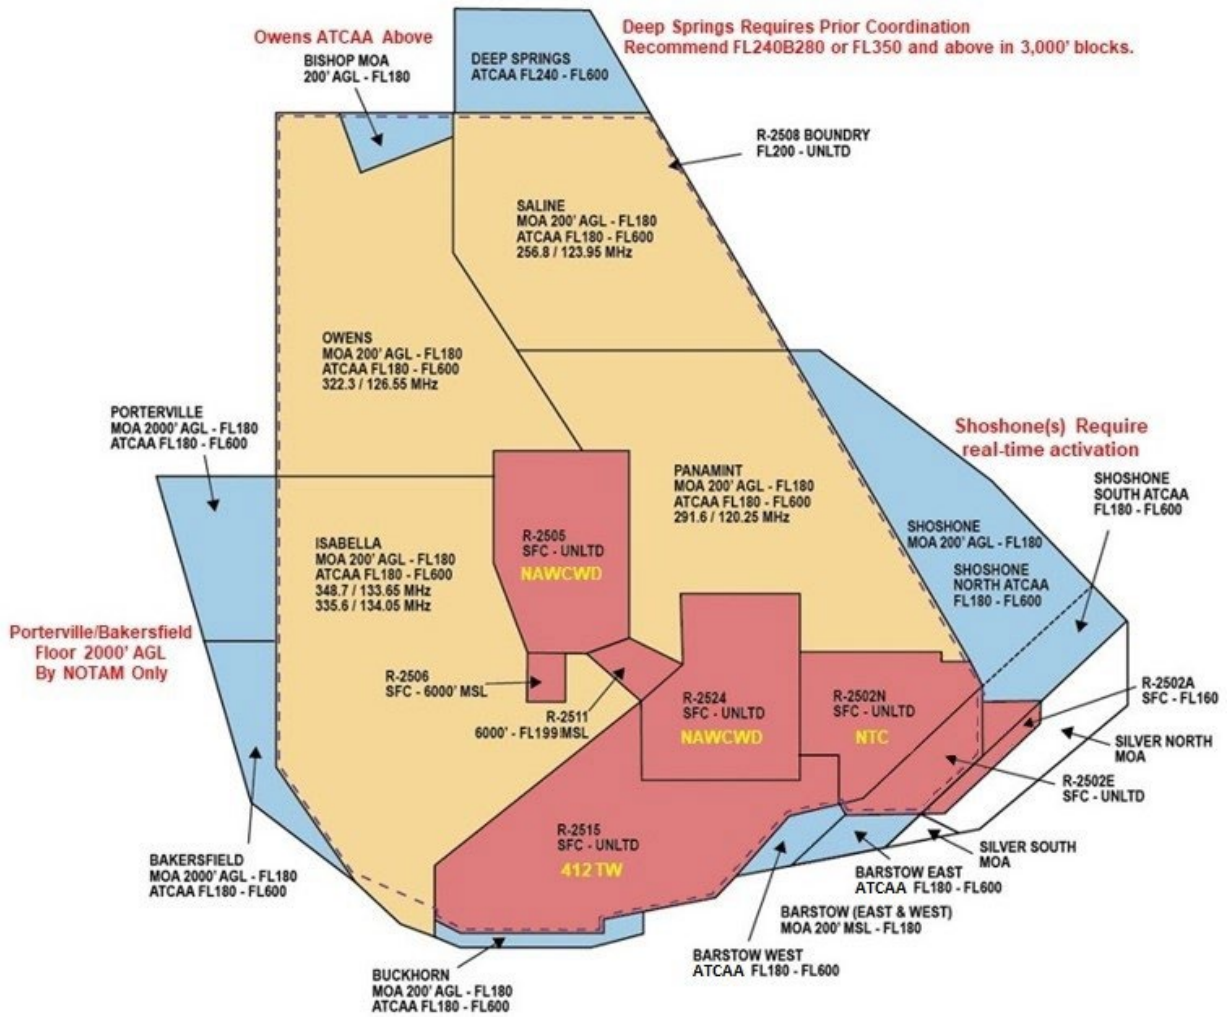 Owens ATCAA Above
BISHOP MOA
200' AGL - FL180
DEEP SPRINGS
ATCAA FL240 - FL600
Deep Springs Requires Prior Coordination
Recommend FL240B280 or FL350 and above in 3,000' blocks.
R-2508 BOUNDRY
FL200 - UNLTD
SALINE
MOA 200' AGL - FL180
ATCAA FL180 - FL600
256.8 / 123.95 MHz
OWENS
MOA 200' AGL - FL180
ATCAA FL180 - FL600
322.3 / 126.55 MHz
PORTERVILLE
MOA 2000' AGL - FL180
ATCAA FL180 - FL600
Shoshone(s) Require
real-time activation
PANAMINT
MOA 200' AGL - FL180
ATCAA FL180 - FL600
291.6 / 120.25 MHz
SHOSHONE
SOUTH ATCAA
FL180 - FL600
R-2505
SFC - UNLTD
NAWCWD
ISABELLA
MOA 200' AGL - FL180
ATCAA FL180 - FL600
348.7 / 133.65 MHz
335.6 / 134.05 MHz
SHOSHONE
MOA 200' AGL - FL180
SHOSHONE
NORTH ATCAA
FL180 - FL600
Porterville/Bakersfield
Floor 2000' AGL
By NOTAM Only
R-2506
SFC - 6000' MSL
R-2511
6000' - FL199 MSL
R-2524
SFC - UNLTD
NAWCWD
R-2502N
SFC - UNLTD
NTC
R-2502A
SFC - FL160
SILVER NORTH
MOA
R-2502E
SFC - UNLTD
R-2515
SFC - UNLTD
412 TW
SILVER SOUTH
MOA
BAKERSFIELD
MOA 2000' AGL - FL180
ATCAA FL180 - FL600
BARSTOW EAST
ATCAA FL180 - FL600
BARSTOW (EAST & WEST)
MOA 200' MSL - FL180
BARSTOW WEST
ATCAA FL180 - FL600
BUCKHORN
MOA 200' AGL - FL180
ATCAA FL180 - FL600